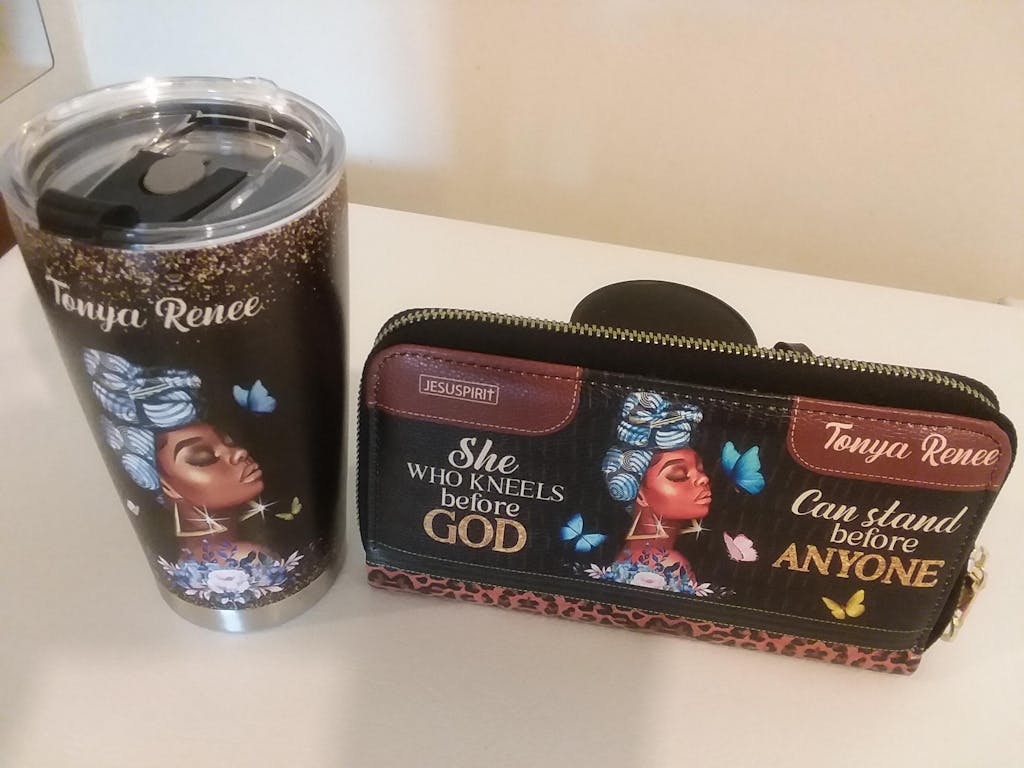 Tonya Renee
JESUSPIRIT
She
WHO KNEELS
before
GOD
Tonya Renee
Can stand
before
ANYONE